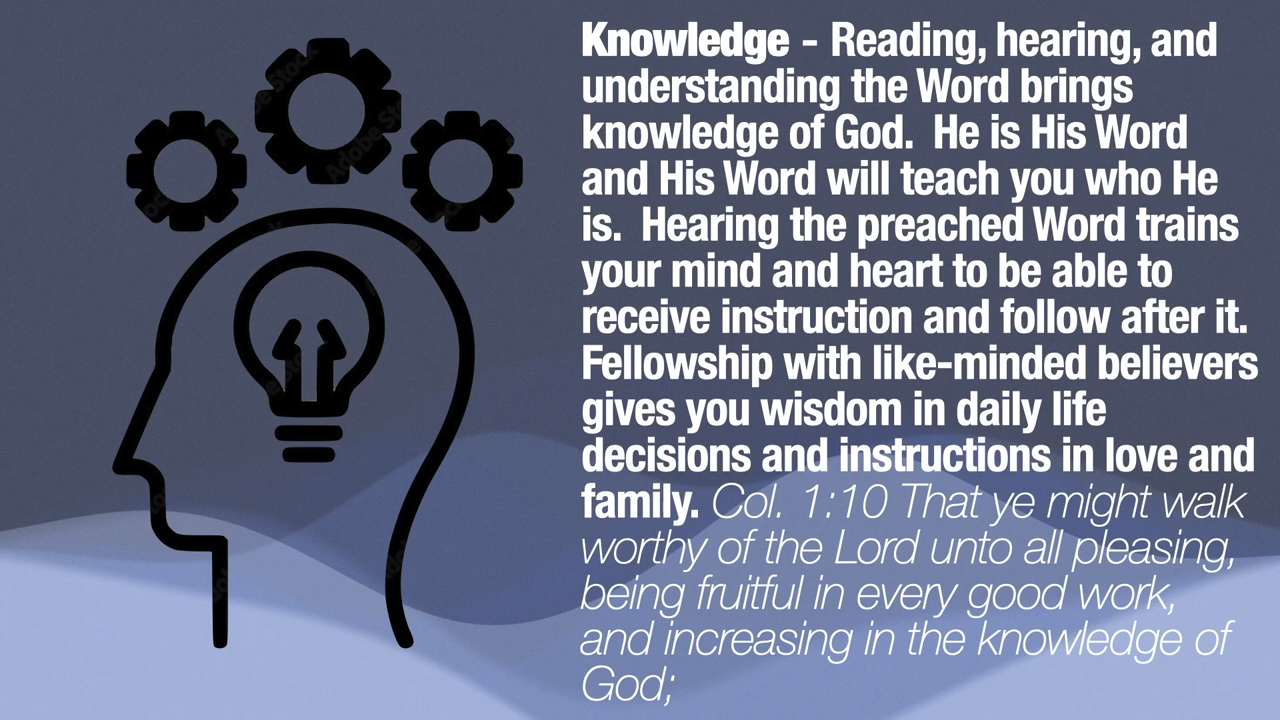 Knowledge - Reading, hearing, and
understanding the Word brings
knowledge of God.  He is His Word
and His Word will teach you who He
is.  Hearing the preached Word trains
your mind and heart to be able to
receive instruction and follow after it.
Fellowship with like-minded believers
gives you wisdom in daily life
decisions and instructions in love and
family. Col. 1:10 That ye might walk
worthy of the Lord unto all pleasing,
being fruitful in every good work,
and increasing in the knowledge of
God;